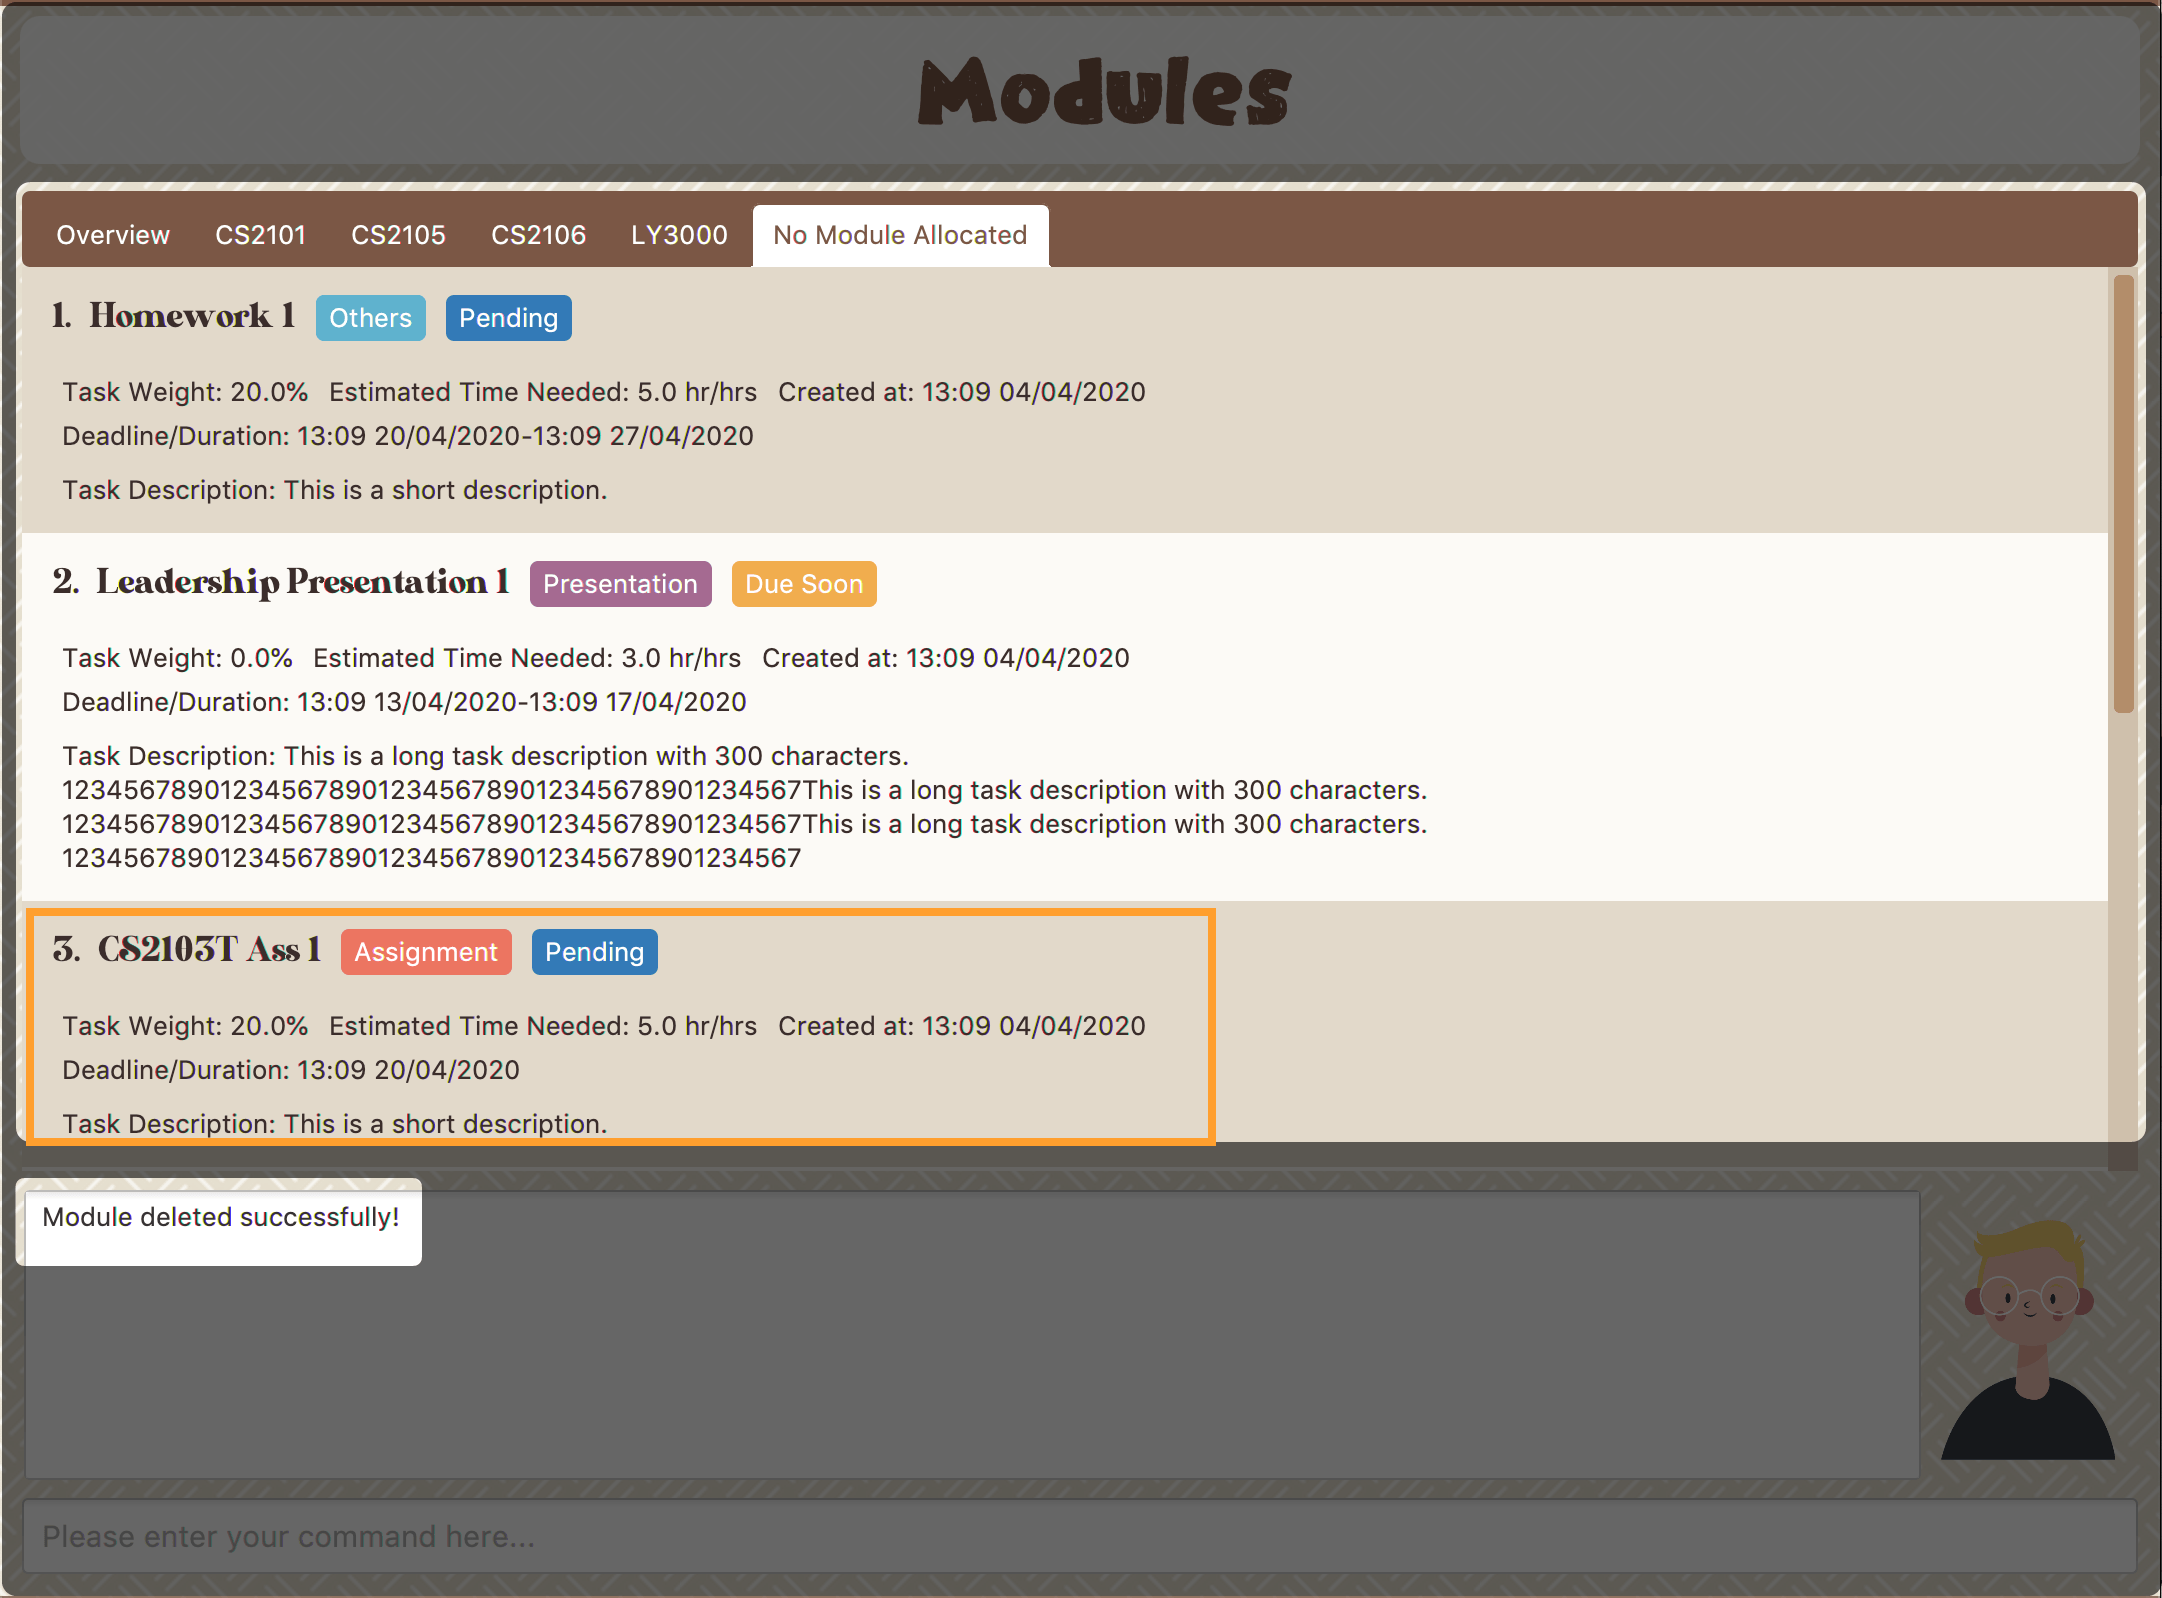 Modules
Overview CS2101 CS2105 CS2106 LY3000 No Module Allocated
1. Homework 1 Others Pending
Task Weight: 20.0% Estimated Time Needed: 5.0 hr/hrs Created at: 13:09 04/04/2020
Deadline/Duration: 13:09 20/04/2020-13:09 27/04/2020
Task Description: This is a short description.
2. Leadership Presentation 1 Presentation Due Soon
Task Weight: 0.0% Estimated Time Needed: 3.0 hr/hrs Created at: 13:09 04/04/2020
Deadline/Duration: 13:09 13/04/2020-13:09 17/04/2020
Task Description: This is a long task description with 300 characters.
12345678901234567890123456789012345678901234567This is a long task description with 300 characters.
12345678901234567890123456789012345678901234567This is a long task description with 300 characters.
12345678901234567890123456789012345678901234567
3. CS2103T Ass 1 Assignment Pending
Task Weight: 20.0% Estimated Time Needed: 5.0 hr/hrs Created at: 13:09 04/04/2020
Deadline/Duration: 13:09 20/04/2020
Task Description: This is a short description.
Module deleted successfully!
Please enter your command here...